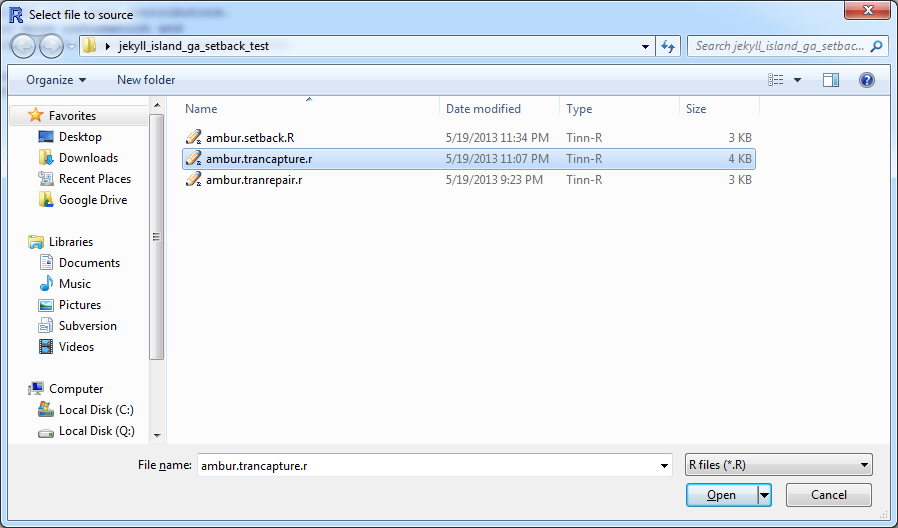 Select file to source
jekyll_island_ga_setback_test
Search jekyll_island_ga_setbac...
Organize
New folder
Name Date modified Type Size
Favorites
Desktop
Downloads
Recent Places
Google Drive
Libraries
Documents
Music
Pictures
Subversion
Videos
Computer
Local Disk (C:)
Local Disk (Q:)
ambur.setback.R 5/19/2013 11:34 PM Tinn-R 3 KB
ambur.trancapture.r 5/19/2013 11:07 PM Tinn-R 4 KB
ambur.tranrepair.r 5/19/2013 9:23 PM Tinn-R 3 KB
File name: ambur.trancapture.r
R files (*.R)
Open
Cancel